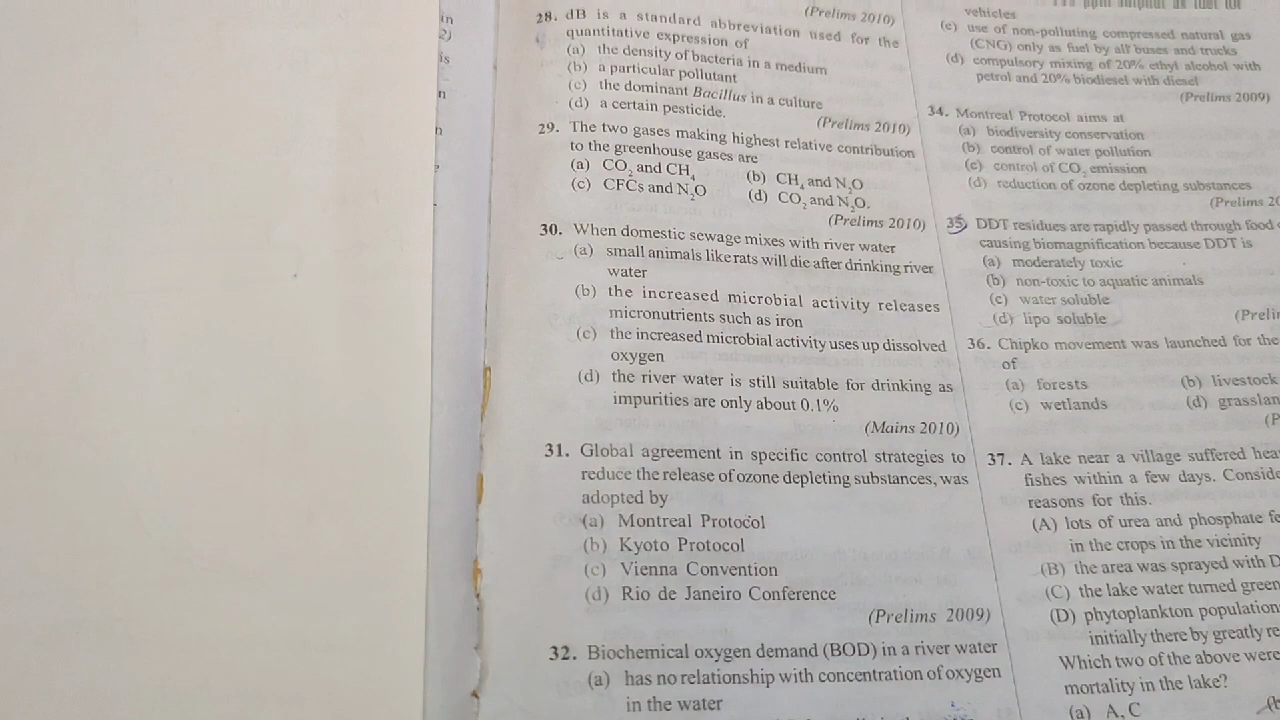 in
2)
is
n
n
(Prelims 2010)
28. dB is a standard abbreviation used for the
quantitative expression of
(a) the density of bacteria in a medium
(b) a particular pollutant
(c) the dominant Bacillus in a culture
(d) a certain pesticide.
(Prelims 2010)
29. The two gases making highest relative contribution
to the greenhouse gases are
(a) CO₂ and CH₄
(b) CH₄ and N₂O
(c) CFCs and N₂O
(d) CO₂ and N₂O.
(Prelims 2010)
30. When domestic sewage mixes with river water
(a) small animals like rats will die after drinking river
water
(b) the increased microbial activity releases
micronutrients such as iron
(c) the increased microbial activity uses up dissolved
oxygen
(d) the river water is still suitable for drinking as
impurities are only about 0.1%
(Mains 2010)
31. Global agreement in specific control strategies to
reduce the release of ozone depleting substances, was
adopted by
(a) Montreal Protocol
(b) Kyoto Protocol
(c) Vienna Convention
(d) Rio de Janeiro Conference
(Prelims 2009)
32. Biochemical oxygen demand (BOD) in a river water
(a) has no relationship with concentration of oxygen
in the water
vehicles
(c) use of non-polluting compressed natural gas
(CNG) only as fuel by all buses and trucks
(d) compulsory mixing of 20% ethyl alcohol with
petrol and 20% biodiesel with diesel
(Prelims 2009)
34. Montreal Protocol aims at
(a) biodiversity conservation
(b) control of water pollution
(c) control of CO₂ emission
(d) reduction of ozone depleting substances
(Prelims 20
35. DDT residues are rapidly passed through food
causing biomagnification because DDT is
(a) moderately toxic
(b) non-toxic to aquatic animals
(c) water soluble
(d) lipo soluble
(Preli
36. Chipko movement was launched for the
of
(a) forests
(b) livestock
(c) wetlands
(d) grasslan
(P
37. A lake near a village suffered hea
fishes within a few days. Conside
reasons for this.
(A) lots of urea and phosphate fe
in the crops in the vicinity
(B) the area was sprayed with D
(C) the lake water turned green
(D) phytoplankton population
initially there by greatly re
Which two of the above were
mortality in the lake?
(a) A, C
(b